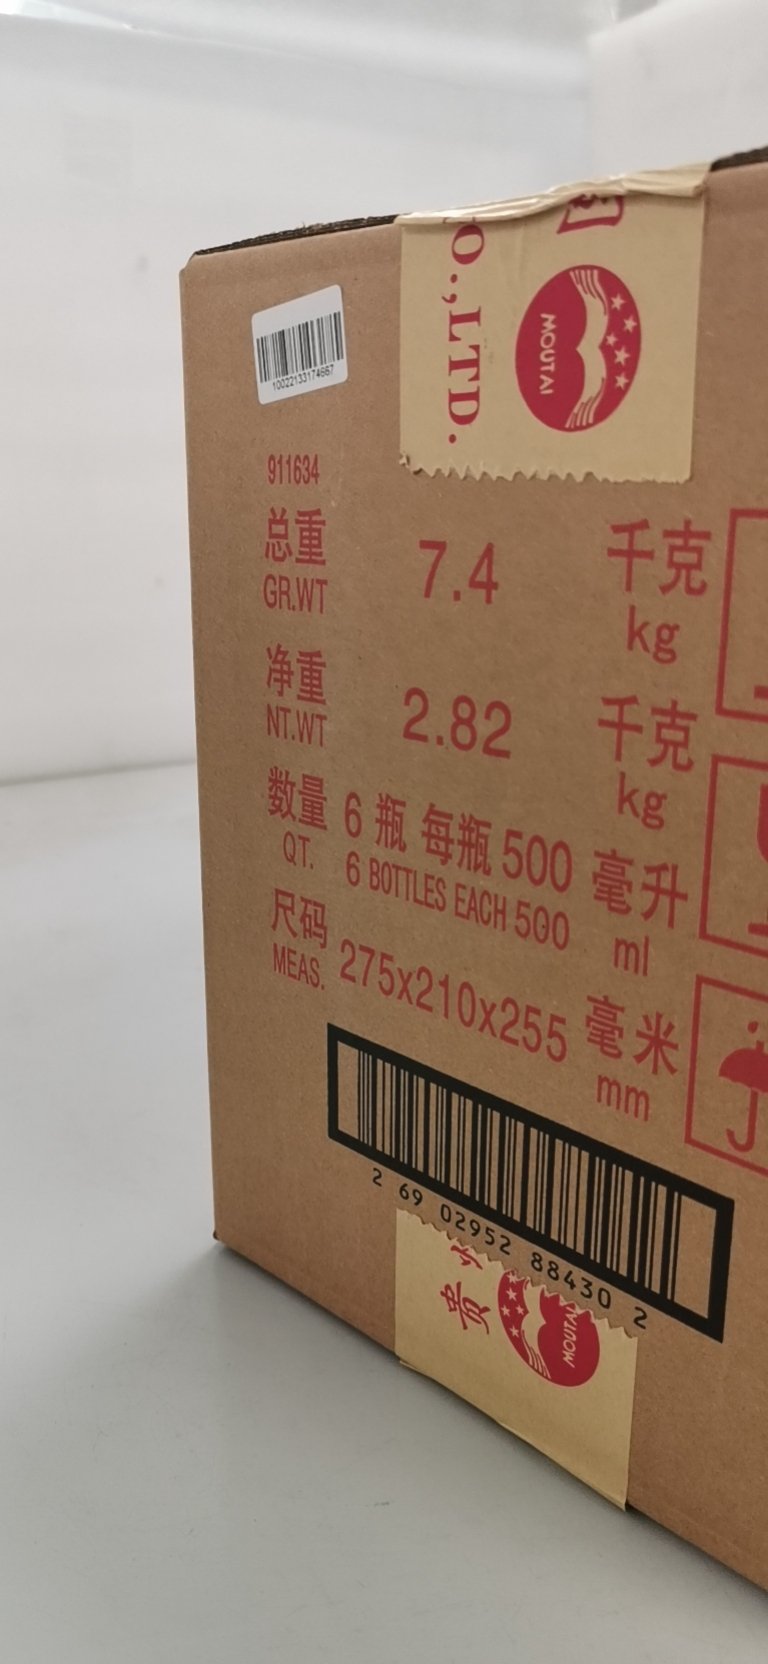 O.,LTD.
MOUTAI
10022133174667
911634
总重 7.4 千克
GR.WT kg
净重 2.82 千克
NT.WT kg
数量 6 瓶 每瓶 500 毫升
QT. 6 BOTTLES EACH 500 ml
尺码 275x210x255 毫米
MEAS. mm
2 69 02952 88430 2
贵
MOUTAI